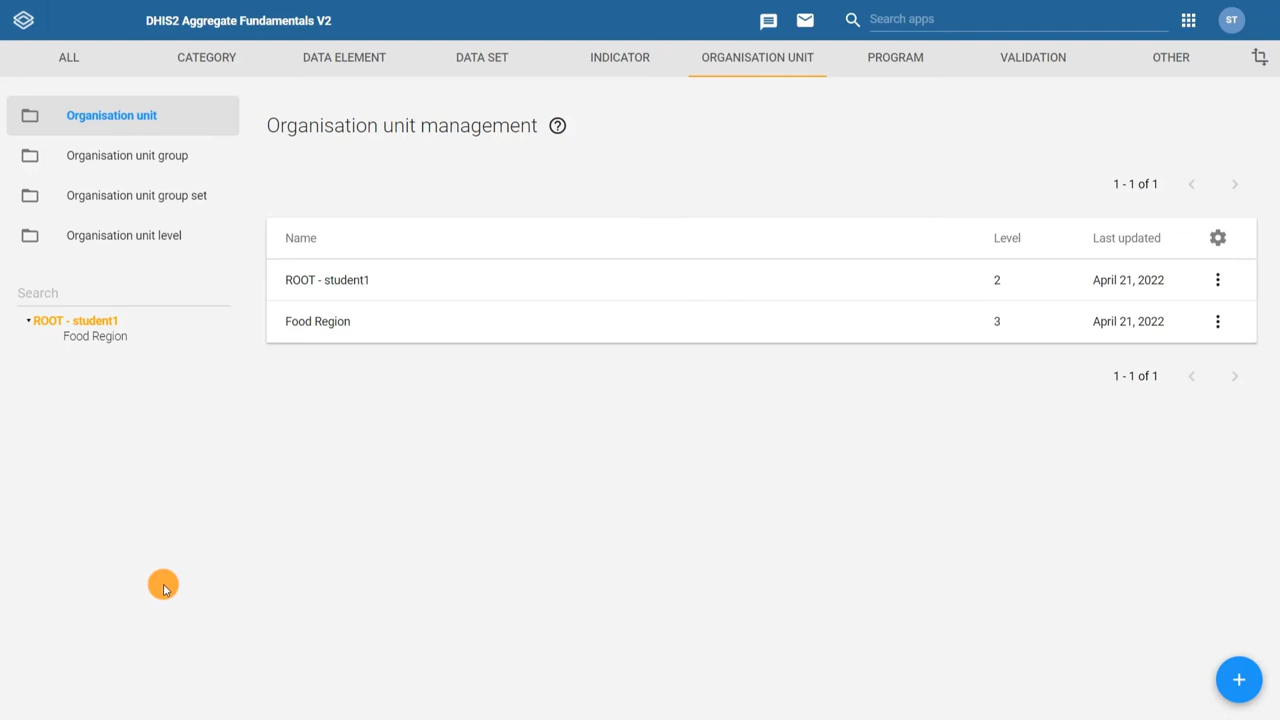 DHIS2 Aggregate Fundamentals V2
Search apps
ST
ALL CATEGORY DATA ELEMENT DATA SET INDICATOR ORGANISATION UNIT PROGRAM VALIDATION OTHER
Organisation unit
Organisation unit group
Organisation unit group set
Organisation unit level
Search
ROOT - student1
Food Region
Organisation unit management
1 - 1 of 1
Name Level Last updated
ROOT - student1 2 April 21, 2022
Food Region 3 April 21, 2022
1 - 1 of 1